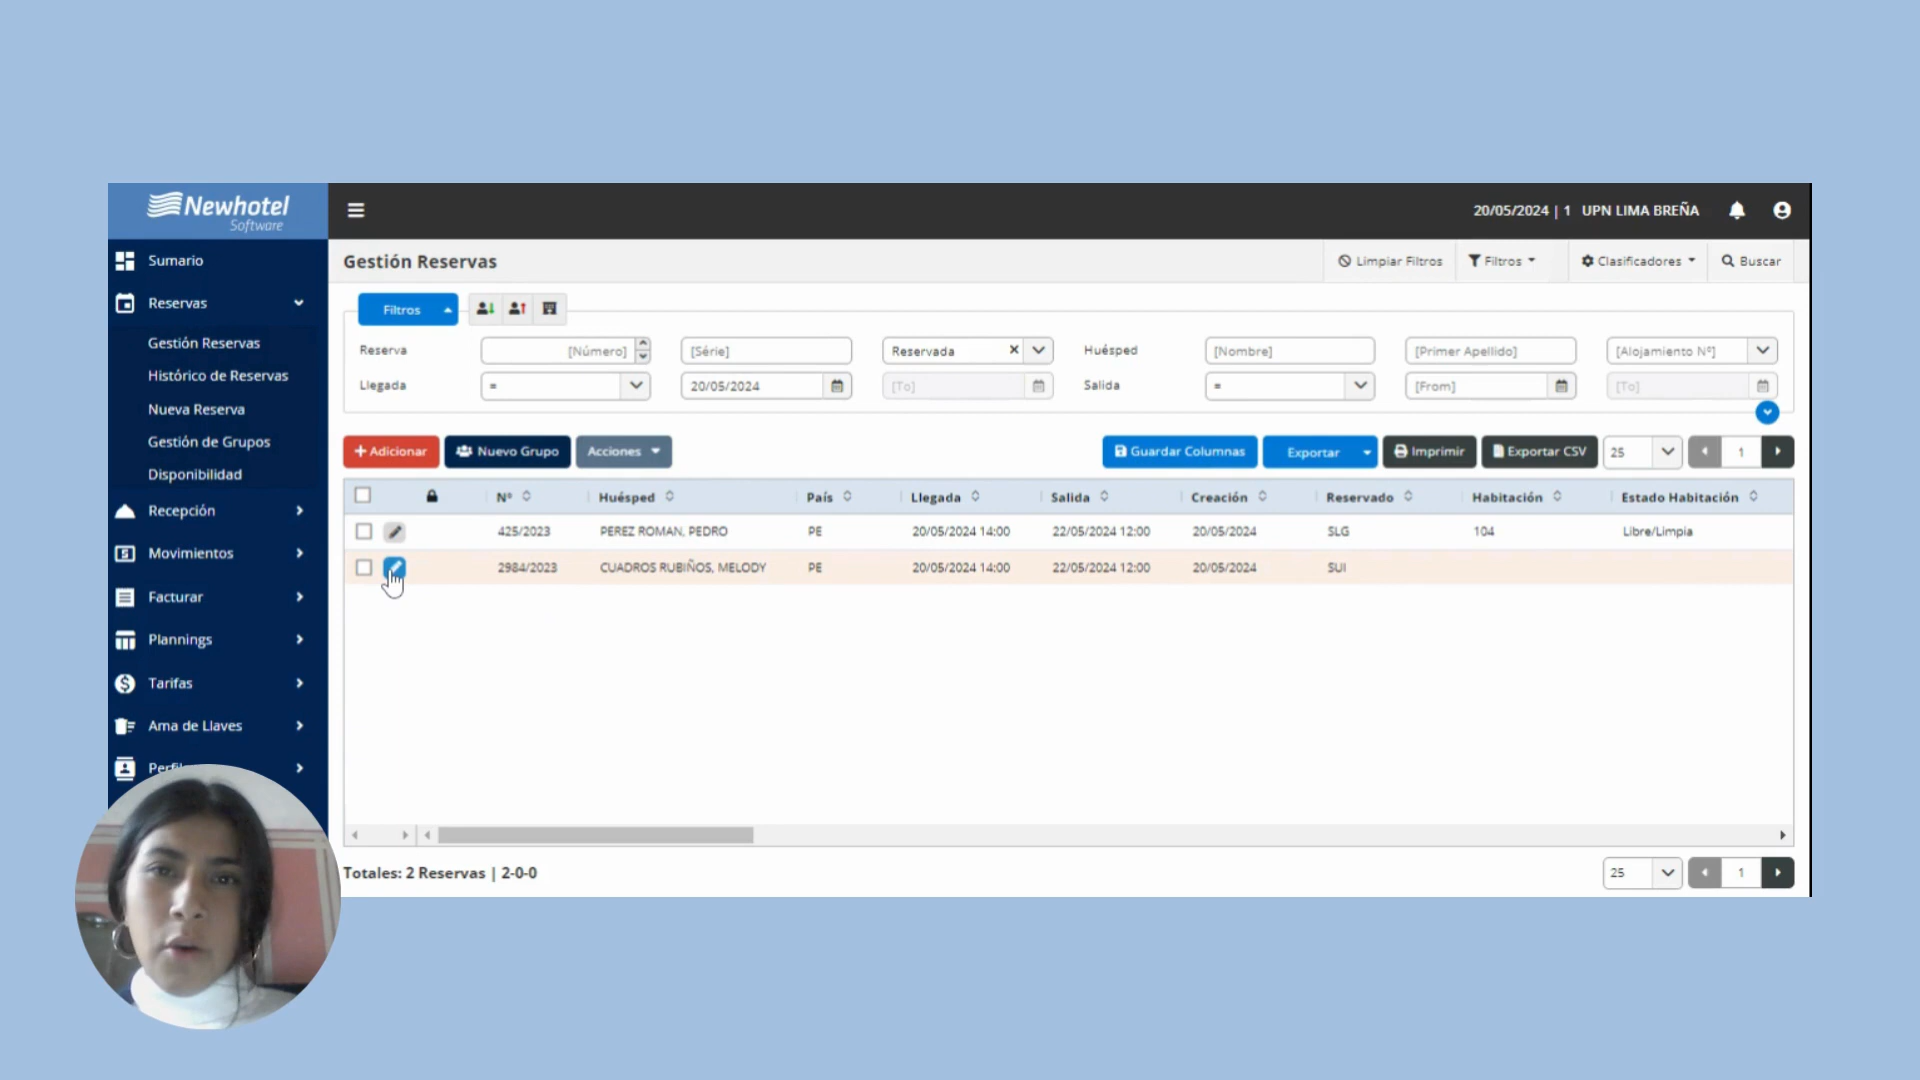 Newhotel
Software
20/05/2024 | 1 UPN LIMA BREÑA
Sumario
Reservas
Gestión Reservas
Histórico de Reservas
Nueva Reserva
Gestión de Grupos
Disponibilidad
Recepción
Movimientos
Facturar
Plannings
Tarifas
Ama de Llaves
Gestión Reservas
Limpiar Filtros Filtros Clasificadores Buscar
Filtros
Reserva [Número] [Série] Reservada Huésped [Nombre] [Primer Apellido] [Alojamiento Nº]
Llegada = 20/05/2024 [To] Salida = [From] [To]
Adicionar Nuevo Grupo Acciones Guardar Columnas Exportar Imprimir Exportar CSV 25 1
Nº Huésped País Llegada Salida Creación Reservado Habitación Estado Habitación
425/2023 PEREZ ROMAN, PEDRO PE 20/05/2024 14:00 22/05/2024 12:00 20/05/2024 SLG 104 Libre/Limpia
2984/2023 CUADROS RUBIÑOS, MELODY PE 20/05/2024 14:00 22/05/2024 12:00 20/05/2024 SUI
Totales: 2 Reservas | 2-0-0 25 1